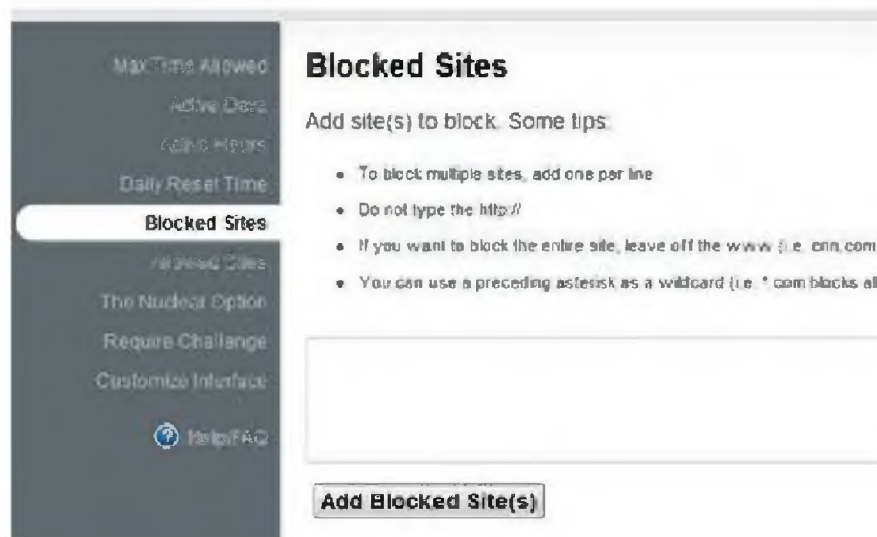 Max Time Allowed
Active Days
Active Hours
Daily Reset Time
Blocked Sites
Allowed Sites
The Nuclear Option
Require Challenge
Customize Interface
Help/FAQ
Blocked Sites
Add site(s) to block. Some tips:
• To block multiple sites, add one per line
• Do not type the http://
• If you want to block the entire site, leave off the www (i.e. cnn.com
• You can use a preceding asterisk as a wildcard (i.e. *.com blocks al
Add Blocked Site(s)